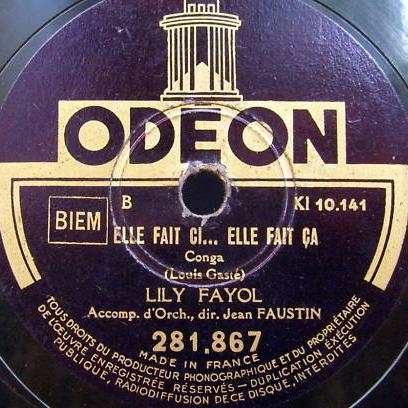 ODEON
B
KI 10.141
BIEM
ELLE FAIT CI... ELLE FAIT ÇA
Conga
(Louis Gasté)
LILY FAYOL
Accomp. d'Orch., dir. Jean FAUSTIN
281.867
MADE IN FRANCE
TOUS DROITS DU PRODUCTEUR PHONOGRAPHIQUE ET DU PROPRIÉTAIRE
DE L'ŒUVRE ENREGISTRÉE RÉSERVÉS — DUPLICATION EXÉCUTION
PUBLIQUE, RADIODIFFUSION DE CE DISQUE, INTERDITES